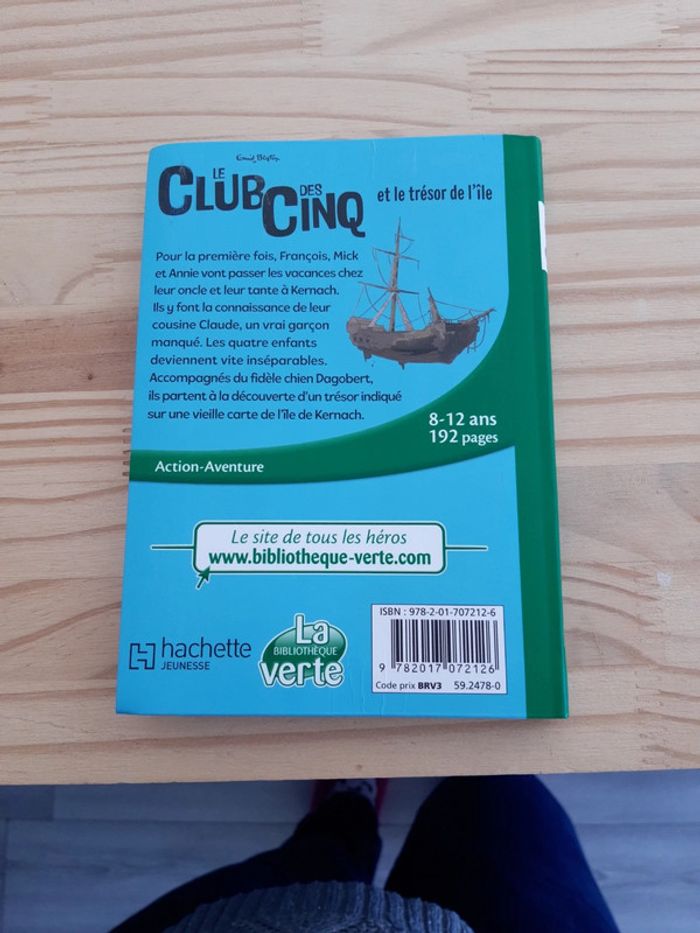 Enid Blyton
LE CLUB DES CINQ et le trésor de l'île
Pour la première fois, François, Mick
et Annie vont passer les vacances chez
leur oncle et leur tante à Kernach.
Ils y font la connaissance de leur
cousine Claude, un vrai garçon
manqué. Les quatre enfants
deviennent vite inséparables.
Accompagnés du fidèle chien Dagobert,
ils partent à la découverte d'un trésor indiqué
sur une vieille carte de l'île de Kernach.
8-12 ans
192 pages
Action-Aventure
Le site de tous les héros
www.bibliotheque-verte.com
hachette
JEUNESSE
La
BIBLIOTHÈQUE
verte
ISBN : 978-2-01-707212-6
9 782017 072126
Code prix BRV3 59.2478-0